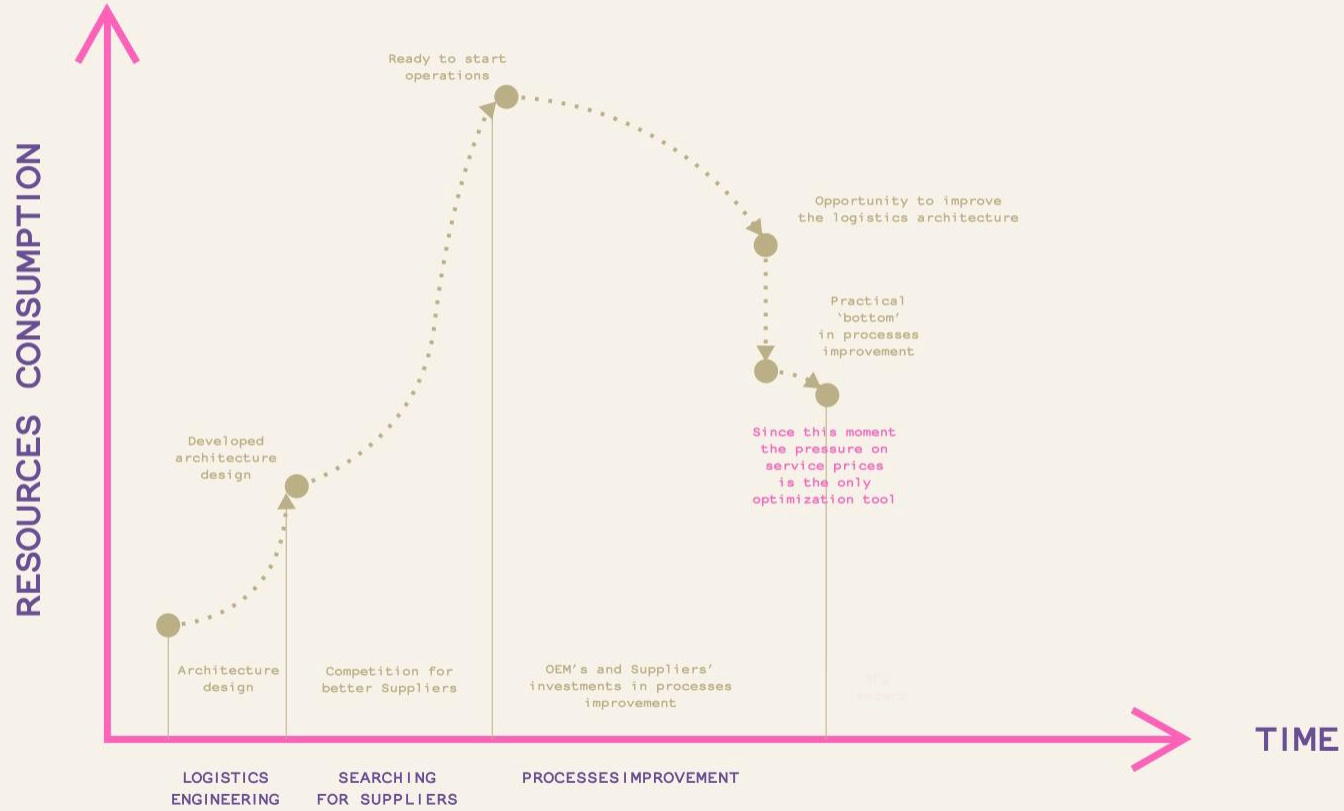 Ready to start
operations
Opportunity to improve
the logistics architecture
Practical
`bottom′
in processes
improvement
Since this moment
the pressure on
service prices
is the only
optimization tool
Developed
architecture
design
Architecture
design
Competition for
better Suppliers
OEM′s and Suppliers′
investments in processes
improvement
RESOURCES CONSUMPTION
TIME
LOGISTICS
ENGINEERING
SEARCHING
FOR SUPPLIERS
PROCESSES IMPROVEMENT